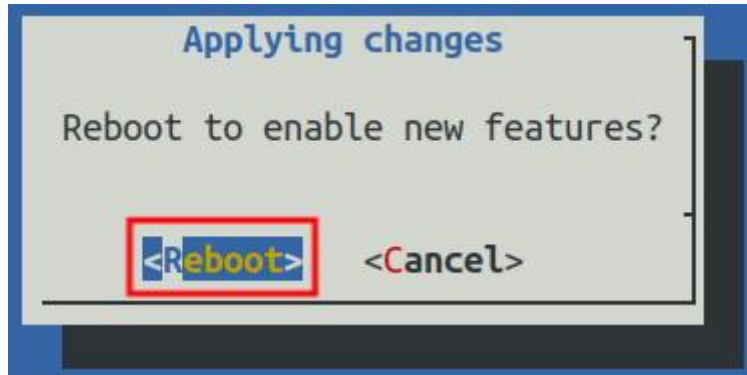 Applying changes
Reboot to enable new features?
<Reboot> <Cancel>